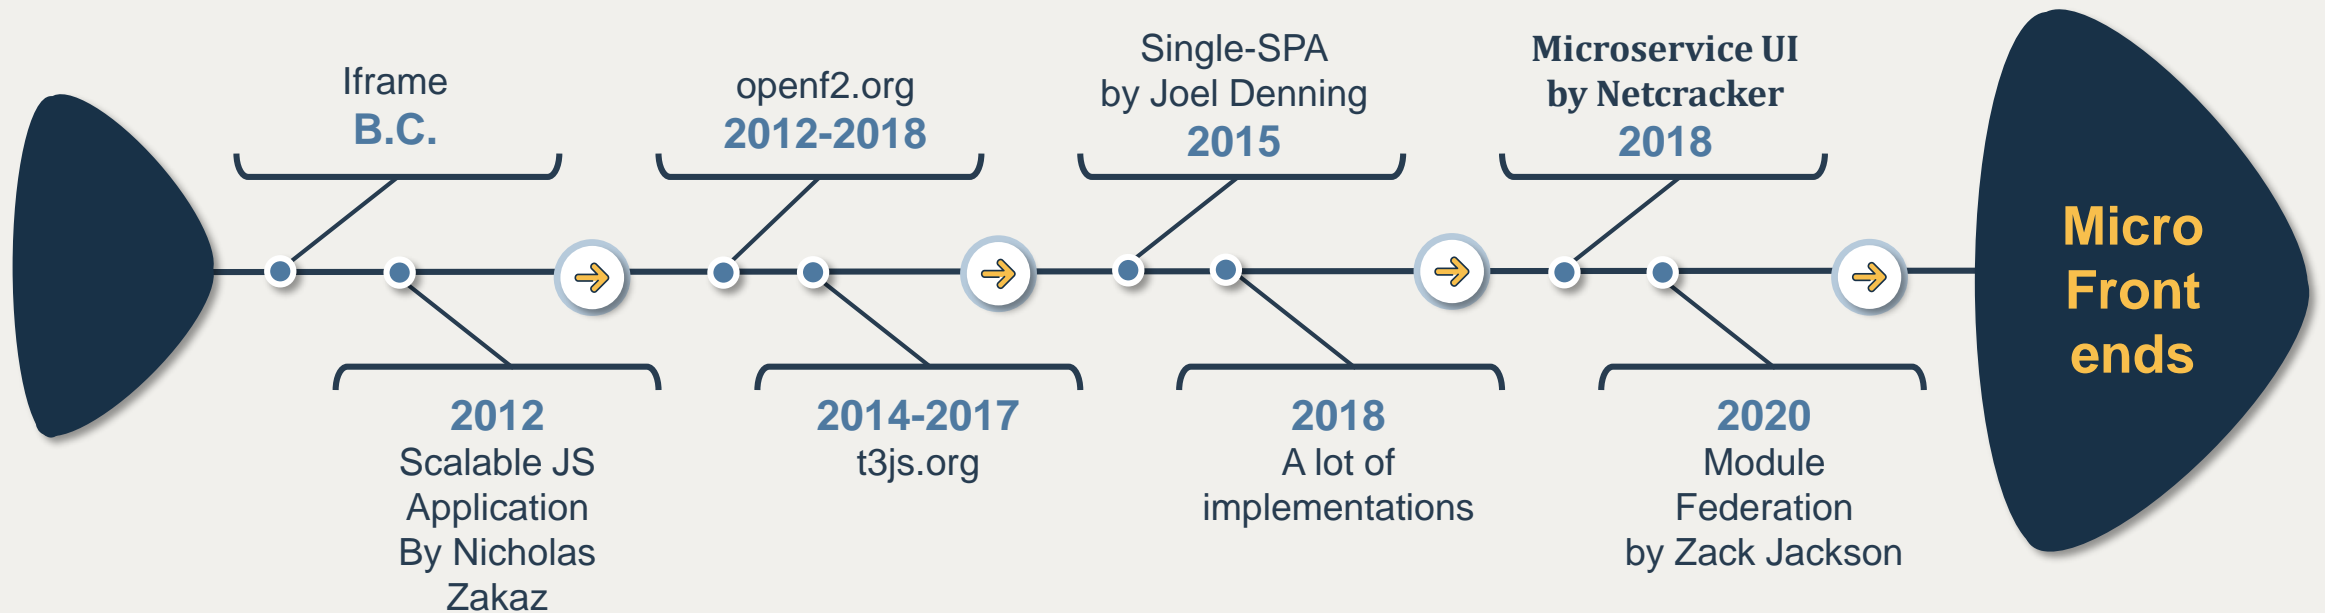 Iframe
B.C.
2012
Scalable JS
Application
By Nicholas
Zakaz
openf2.org
2012-2018
2014-2017
t3js.org
Single-SPA
by Joel Denning
2015
2018
A lot of
implementations
Microservice UI
by Netcracker
2018
2020
Module
Federation
by Zack Jackson
Micro
Front
ends